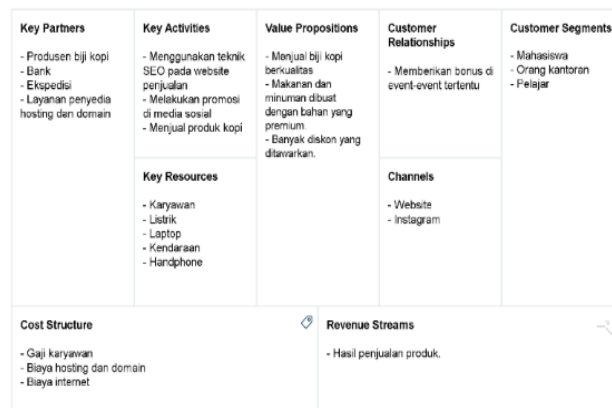 Key Partners
- Produsen biji kopi
- Bank
- Ekspedisi
- Layanan penyedia
hosting dan domain
Key Activities
- Menggunakan teknik
SEO pada website
penjualan
- Melakukan promosi
di media sosial
- Menjual produk kopi
Key Resources
- Karyawan
- Listrik
- Laptop
- Kendaraan
- Handphone
Value Propositions
- Menjual biji kopi
berkualitas
- Makanan dan
minuman dibuat
dengan bahan yang
premium.
- Banyak diskon yang
ditawarkan.
Customer
Relationships
- Memberikan bonus di
event-event tertentu
Channels
- Website
- Instagram
Customer Segments
- Mahasiswa
- Orang kantoran
- Pelajar
Cost Structure
- Gaji karyawan
- Biaya hosting dan domain
- Biaya internet
Revenue Streams
- Hasil penjualan produk.